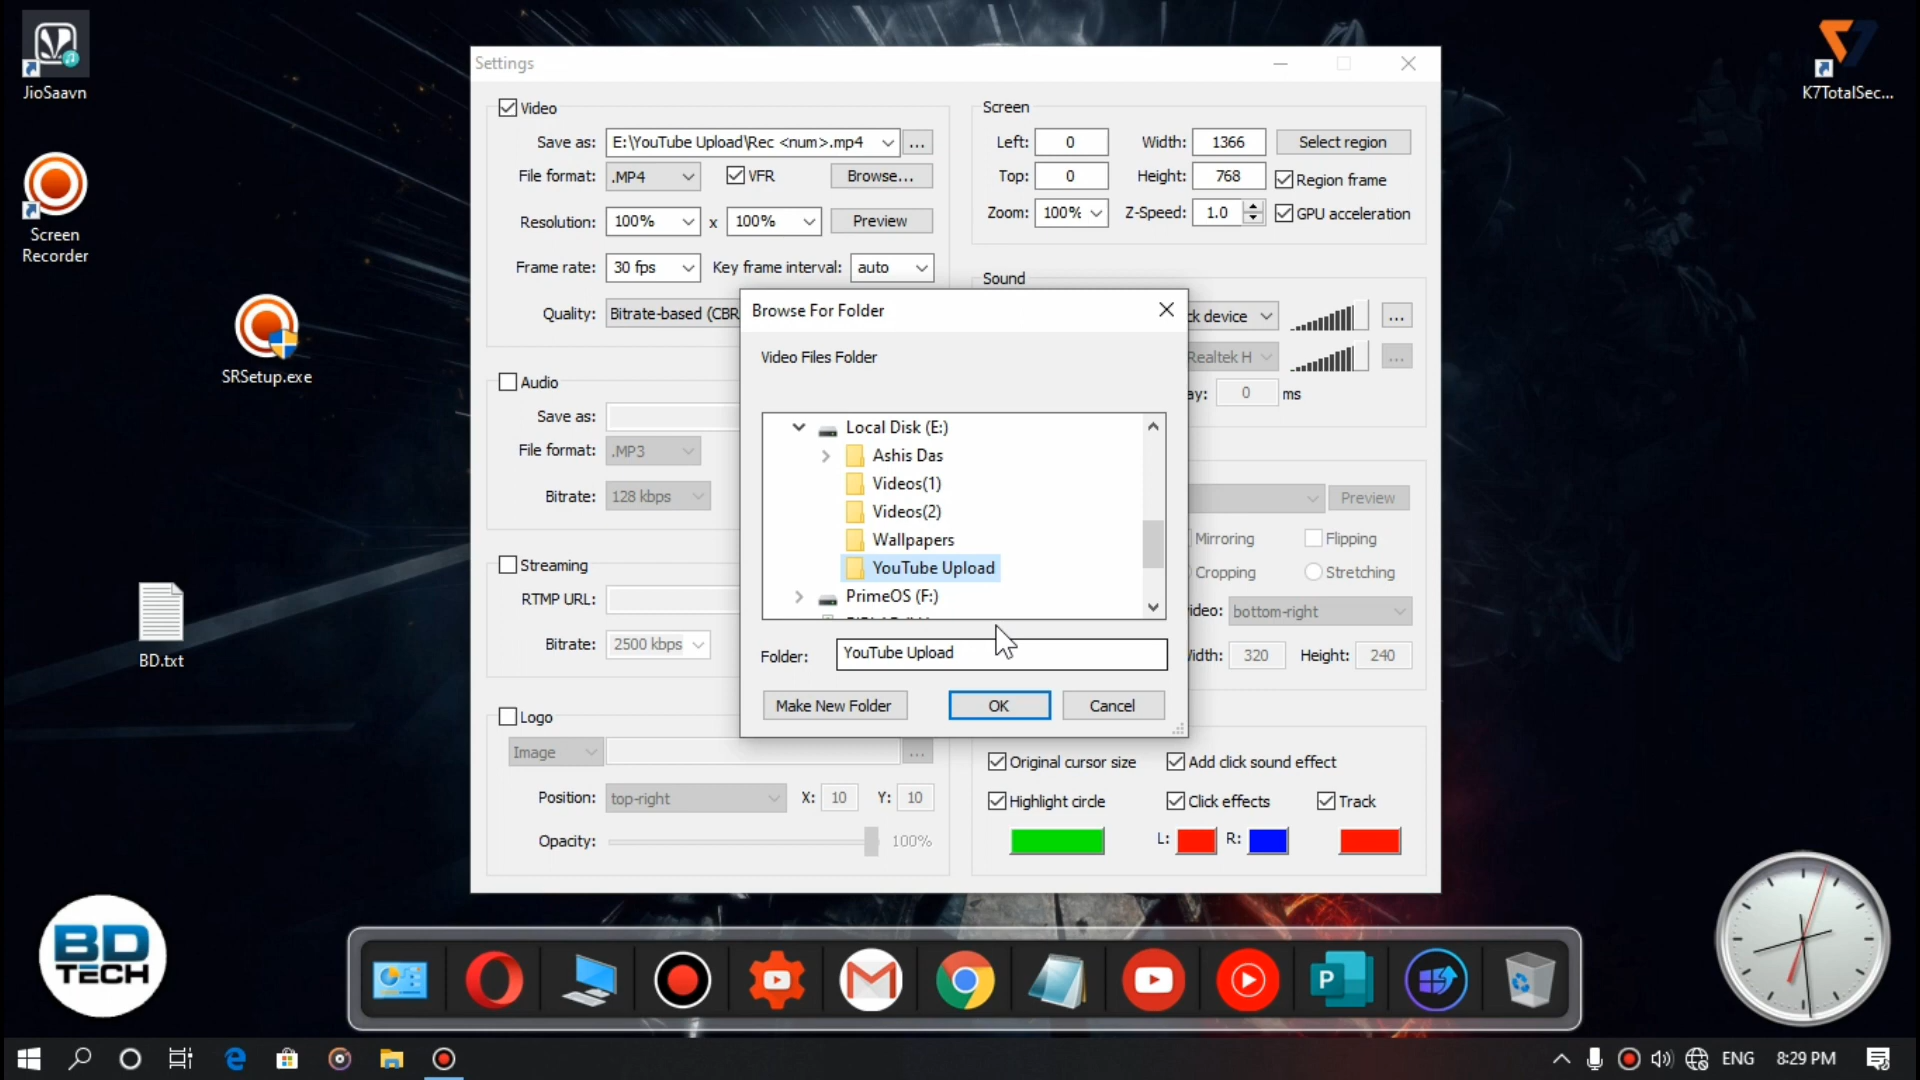 JioSaavn
Screen
Recorder
SRSetup.exe
BD.txt
K7TotalSec...
Settings
Video
Save as: E:\YouTube Upload\Rec <num>.mp4 ...
File format: .MP4 VFR Browse...
Resolution: 100% x 100% Preview
Frame rate: 30 fps Key frame interval: auto
Quality: Bitrate-based (CBR
Audio
Save as:
File format: .MP3
Bitrate: 128 kbps
Streaming
RTMP URL:
Bitrate: 2500 kbps
Logo
Image ...
Position: top-right X: 10 Y: 10
Opacity: 100%
Screen
Left: 0 Width: 1366 Select region
Top: 0 Height: 768 Region frame
Zoom: 100% Z-Speed: 1.0 GPU acceleration
Sound
ck device ...
Realtek H ...
ay: 0 ms
Preview
Mirroring Flipping
Cropping Stretching
ideo: bottom-right
idth: 320 Height: 240
Original cursor size Add click sound effect
Highlight circle Click effects Track
L: R:
Browse For Folder
Video Files Folder
Local Disk (E:)
Ashis Das
Videos(1)
Videos(2)
Wallpapers
YouTube Upload
PrimeOS (F:)
Folder: YouTube Upload
Make New Folder OK Cancel
BD
TECH
P
ENG 8:29 PM